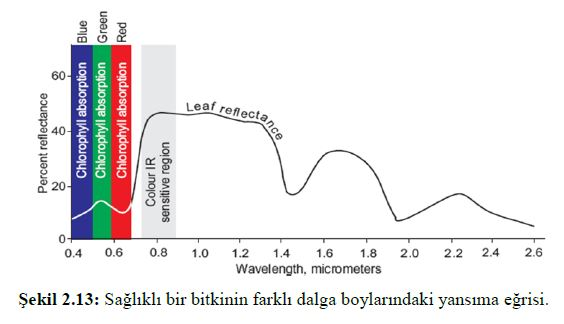 Blue
Green
Red
Chlorophyll absorption
Chlorophyll absorption
Chlorophyll absorption
Colour IR
sensitive region
Leaf reflectance
Percent reflectance
60
40
20
0
0.4 0.6 0.8 1.0 1.2 1.4 1.6 1.8 2.0 2.2 2.4 2.6
Wavelength, micrometers
Şekil 2.13: Sağlıklı bir bitkinin farklı dalga boylarındaki yansıma eğrisi.